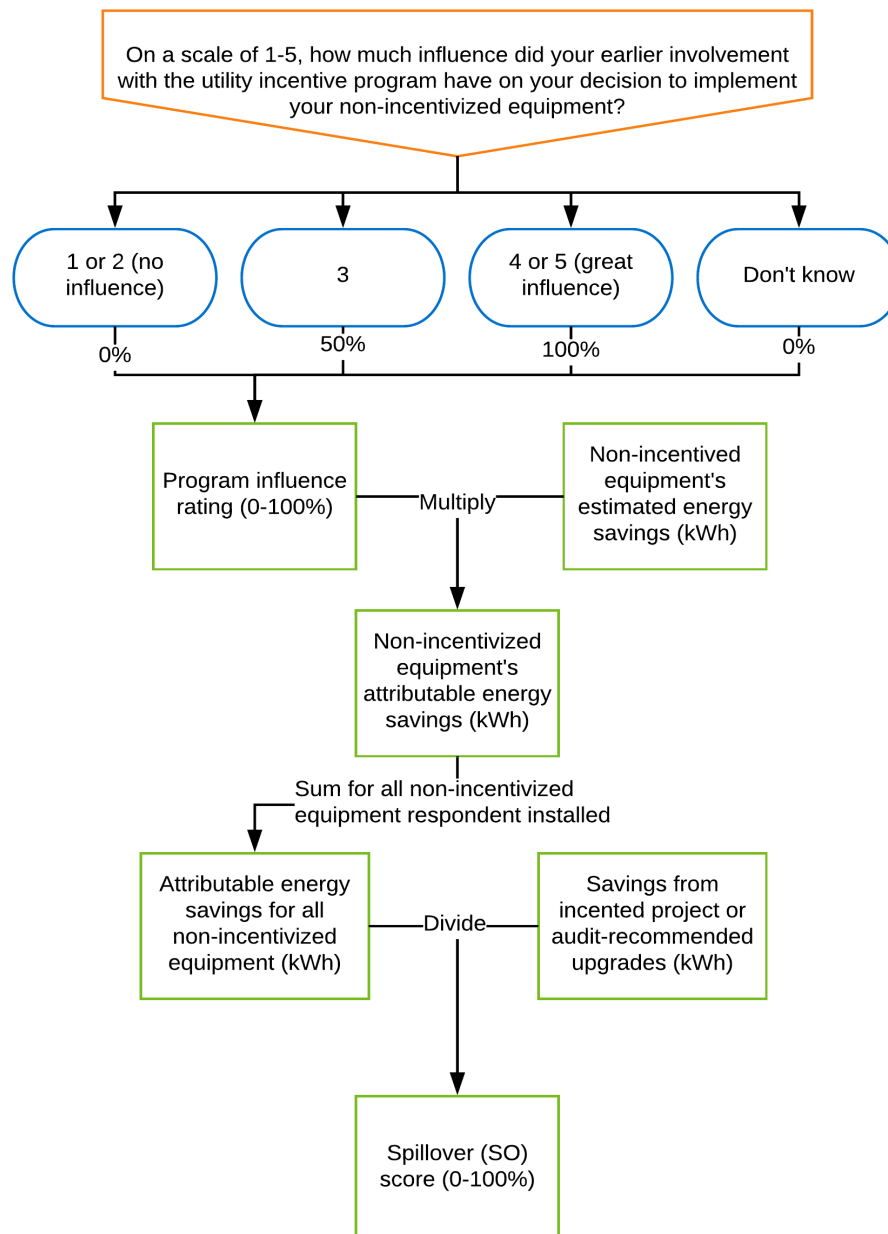 On a scale of 1-5, how much influence did your earlier involvement
with the utility incentive program have on your decision to implement
your non-incentivized equipment?
1 or 2 (no
influence)
3
4 or 5 (great
influence)
Don't know
0%
50%
100%
0%
Program influence
rating (0-100%)
Multiply
Non-incentived
equipment's
estimated energy
savings (kWh)
Non-incentivized
equipment's
attributable energy
savings (kWh)
Sum for all non-incentivized
equipment respondent installed
Attributable energy
savings for all
non-incentivized
equipment (kWh)
Divide
Savings from
incented project or
audit-recommended
upgrades (kWh)
Spillover (SO)
score (0-100%)